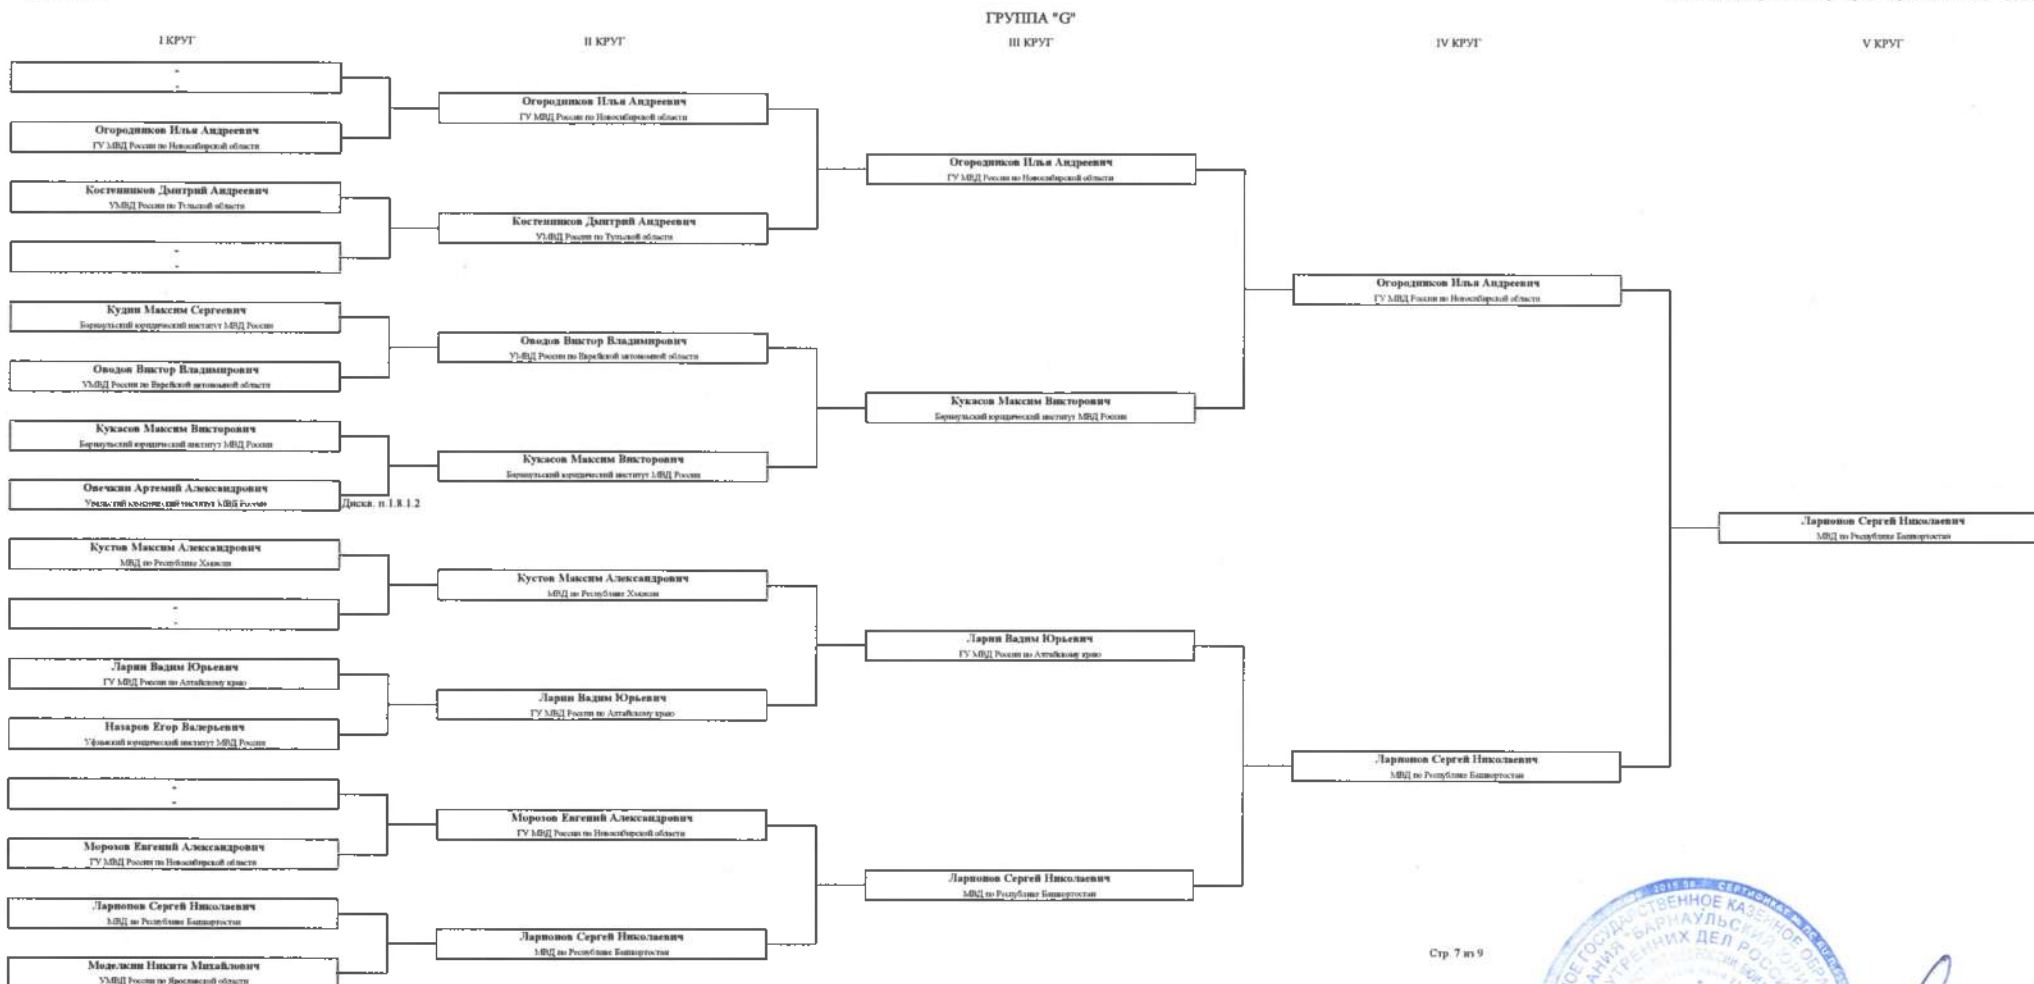 ГРУППА "G"
I КРУГ
II КРУГ
III КРУГ
IV КРУГ
V КРУГ
-
-
Огородников Илья Андреевич
ГУ МВД России по Новосибирской области
Костенников Дмитрий Андреевич
УМВД России по Тульской области
-
-
Кудин Максим Сергеевич
Барнаульский юридический институт МВД России
Оводов Виктор Владимирович
УМВД России по Еврейской автономной области
Кукасов Максим Викторович
Барнаульский юридический институт МВД России
Овечкин Артемий Александрович
Уральский юридический институт МВД России
Дискв. п.1.8.1.2
Кустов Максим Александрович
МВД по Республике Хакасия
-
-
Ларин Вадим Юрьевич
ГУ МВД России по Алтайскому краю
Назаров Егор Валерьевич
Уфимский юридический институт МВД России
-
-
Морозов Евгений Александрович
ГУ МВД России по Новосибирской области
Ларионов Сергей Николаевич
МВД по Республике Башкортостан
Моделкин Никита Михайлович
УМВД России по Ярославской области
Огородников Илья Андреевич
ГУ МВД России по Новосибирской области
Костенников Дмитрий Андреевич
УМВД России по Тульской области
Оводов Виктор Владимирович
УМВД России по Еврейской автономной области
Кукасов Максим Викторович
Барнаульский юридический институт МВД России
Кустов Максим Александрович
МВД по Республике Хакасия
Ларин Вадим Юрьевич
ГУ МВД России по Алтайскому краю
Морозов Евгений Александрович
ГУ МВД России по Новосибирской области
Ларионов Сергей Николаевич
МВД по Республике Башкортостан
Огородников Илья Андреевич
ГУ МВД России по Новосибирской области
Кукасов Максим Викторович
Барнаульский юридический институт МВД России
Ларин Вадим Юрьевич
ГУ МВД России по Алтайскому краю
Ларионов Сергей Николаевич
МВД по Республике Башкортостан
Огородников Илья Андреевич
ГУ МВД России по Новосибирской области
Ларионов Сергей Николаевич
МВД по Республике Башкортостан
Ларионов Сергей Николаевич
МВД по Республике Башкортостан
Стр. 7 из 9